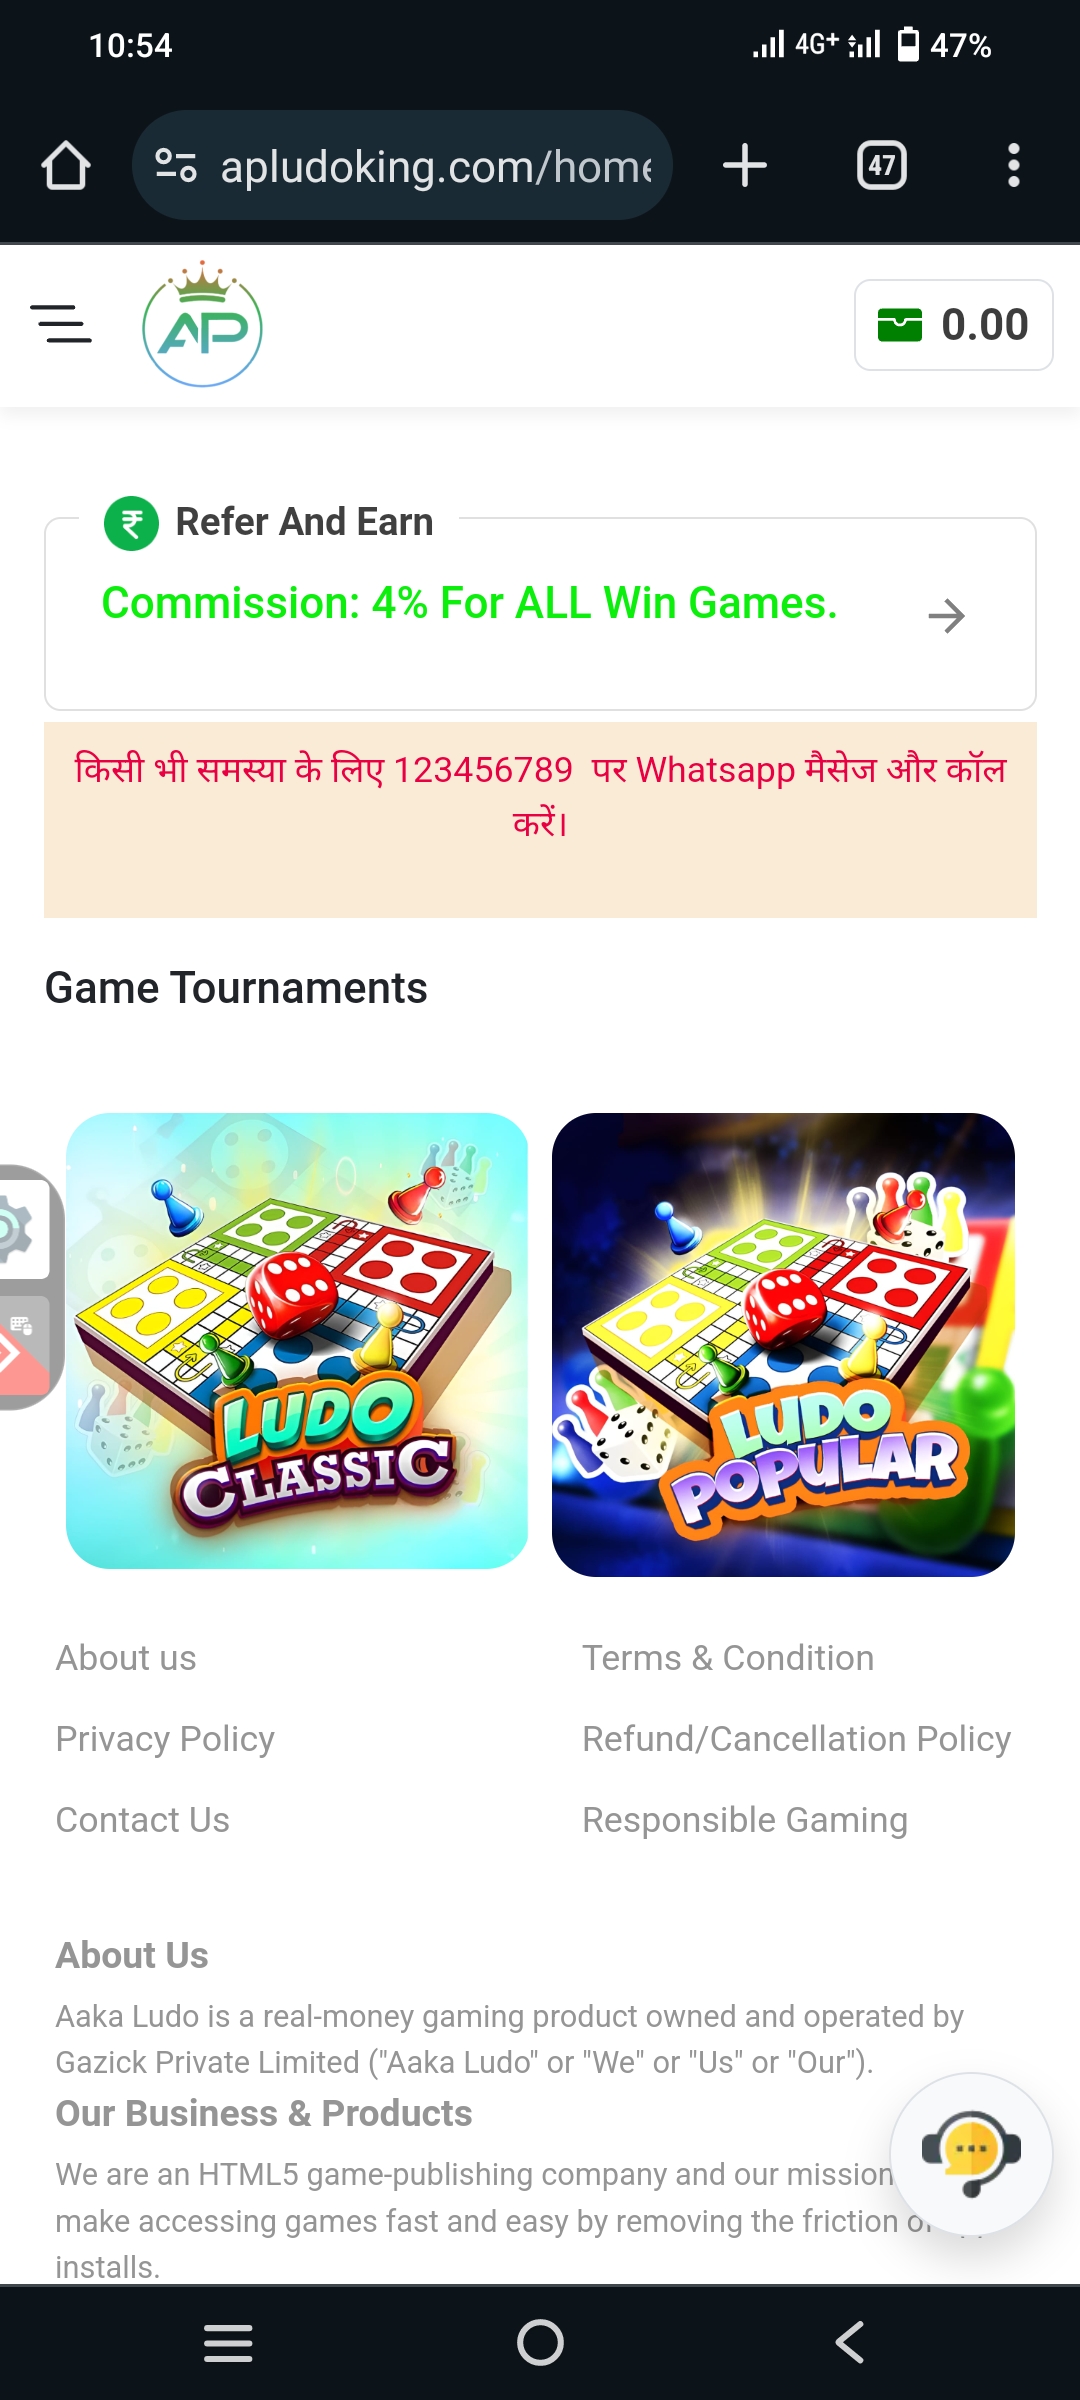 10:54
4G+
47%
apludoking.com/home
47
AP
0.00
Refer And Earn
Commission: 4% For ALL Win Games.
किसी भी समस्या के लिए 123456789 पर Whatsapp मैसेज और कॉल
करें।
Game Tournaments
LUDO
CLASSIC
LUDO
POPULAR
About us
Terms & Condition
Privacy Policy
Refund/Cancellation Policy
Contact Us
Responsible Gaming
About Us
Aaka Ludo is a real-money gaming product owned and operated by
Gazick Private Limited ("Aaka Ludo" or "We" or "Us" or "Our").
Our Business & Products
We are an HTML5 game-publishing company and our mission
make accessing games fast and easy by removing the friction
installs.